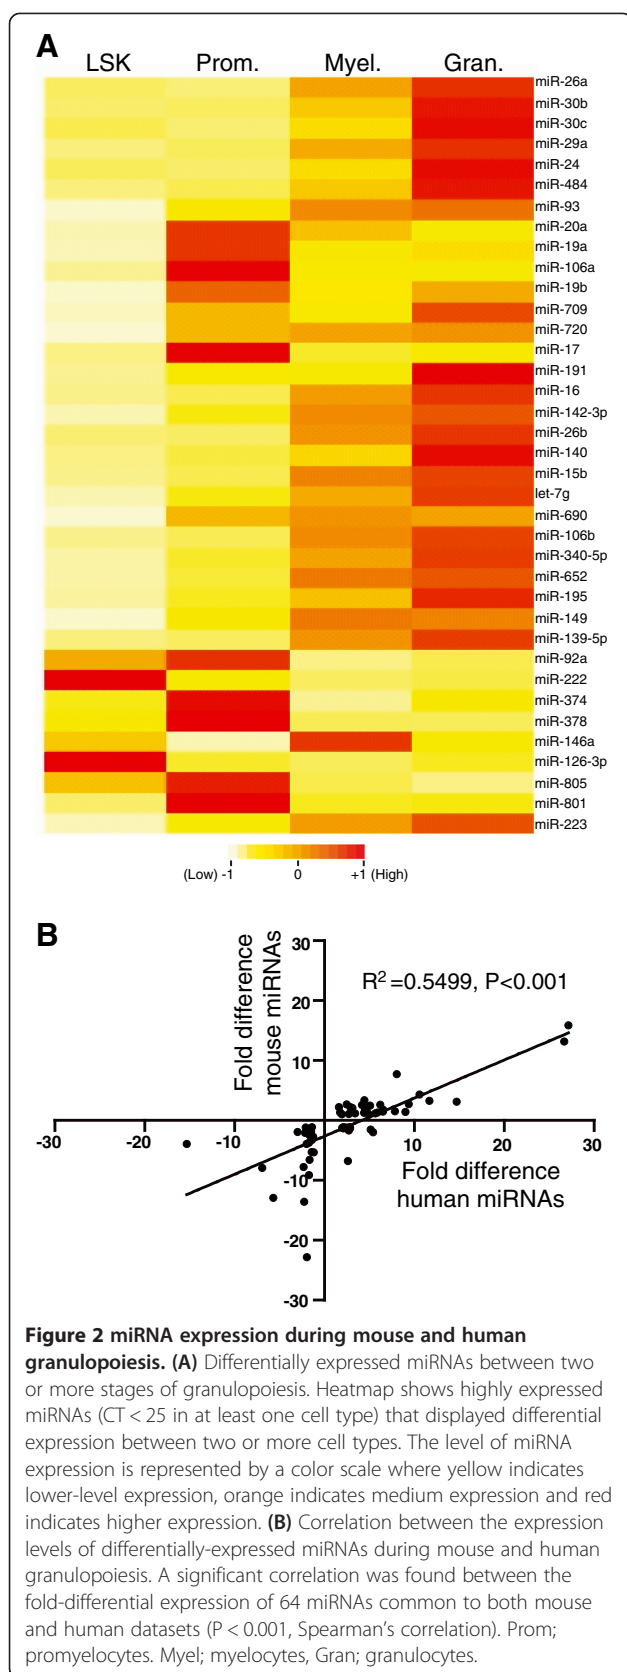 A
LSK Prom. Myel. Gran.
miR-26a
miR-30b
miR-30c
miR-29a
miR-24
miR-484
miR-93
miR-20a
miR-19a
miR-106a
miR-19b
miR-709
miR-720
miR-17
miR-191
miR-16
miR-142-3p
miR-26b
miR-140
miR-15b
let-7g
miR-690
miR-106b
miR-340-5p
miR-652
miR-195
miR-149
miR-139-5p
miR-92a
miR-222
miR-374
miR-378
miR-146a
miR-126-3p
miR-805
miR-801
miR-223
(Low) -1 0 +1 (High)
B
Fold difference
mouse miRNAs
30
R²=0.5499, P<0.001
20
10
-30 -20 -10 10 20 30
Fold difference
human miRNAs
-10
-20
-30
Figure 2 miRNA expression during mouse and human
granulopoiesis. (A) Differentially expressed miRNAs between two
or more stages of granulopoiesis. Heatmap shows highly expressed
miRNAs (CT < 25 in at least one cell type) that displayed differential
expression between two or more cell types. The level of miRNA
expression is represented by a color scale where yellow indicates
lower-level expression, orange indicates medium expression and red
indicates higher expression. (B) Correlation between the expression
levels of differentially-expressed miRNAs during mouse and human
granulopoiesis. A significant correlation was found between the
fold-differential expression of 64 miRNAs common to both mouse
and human datasets (P < 0.001, Spearman's correlation). Prom;
promyelocytes. Myel; myelocytes, Gran; granulocytes.